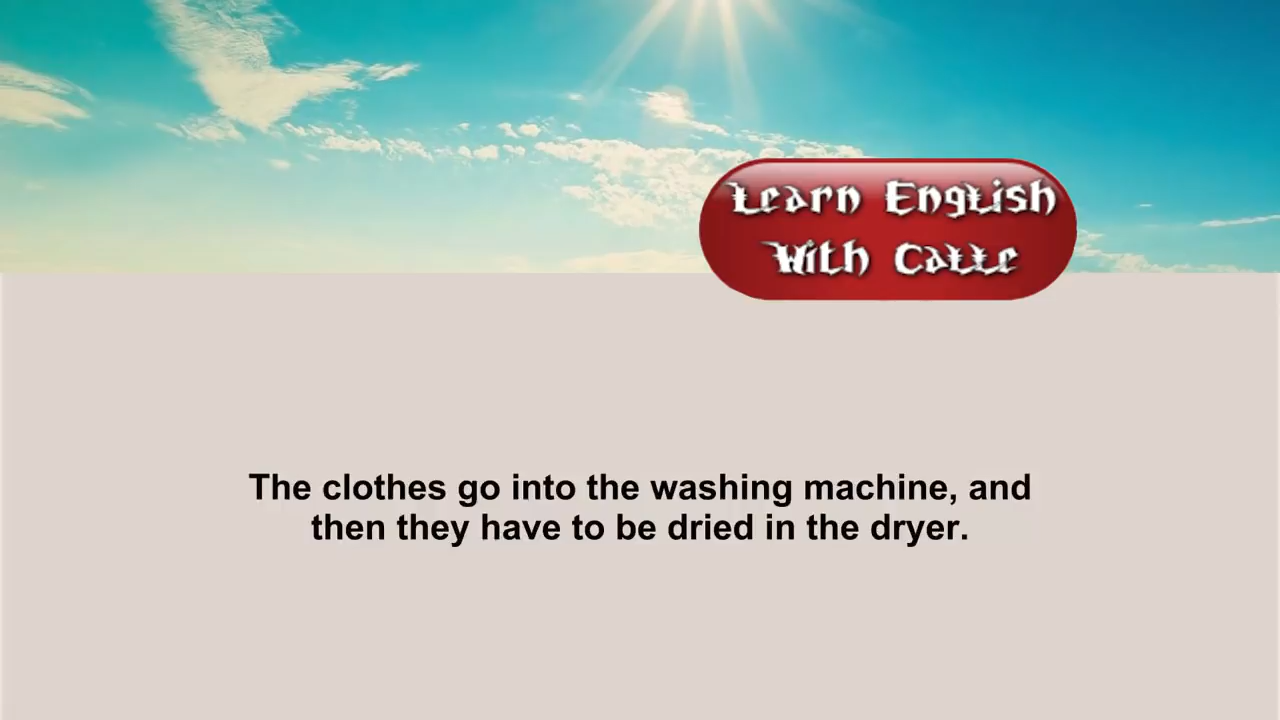 Learn English
With Calle
The clothes go into the washing machine, and
then they have to be dried in the dryer.